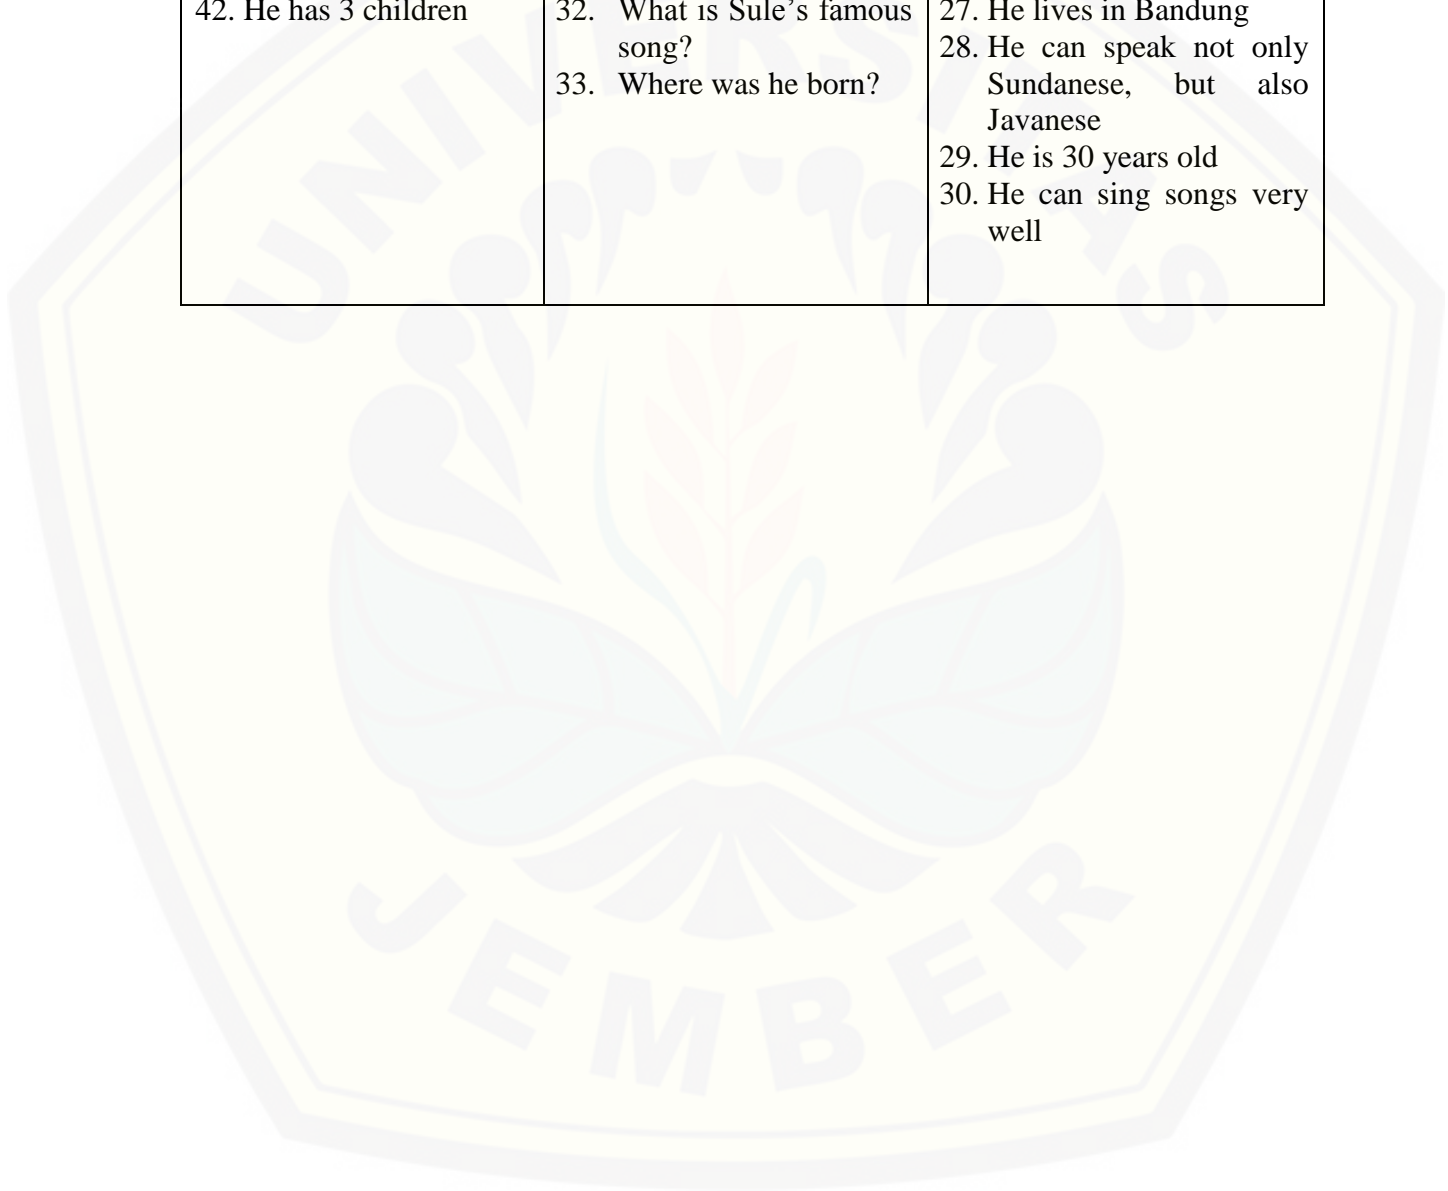 42. He has 3 children
32. What is Sule's famous
song?
33. Where was he born?
27. He lives in Bandung
28. He can speak not only
Sundanese, but also
Javanese
29. He is 30 years old
30. He can sing songs very
well
UNIVERSITAS
JEMBER